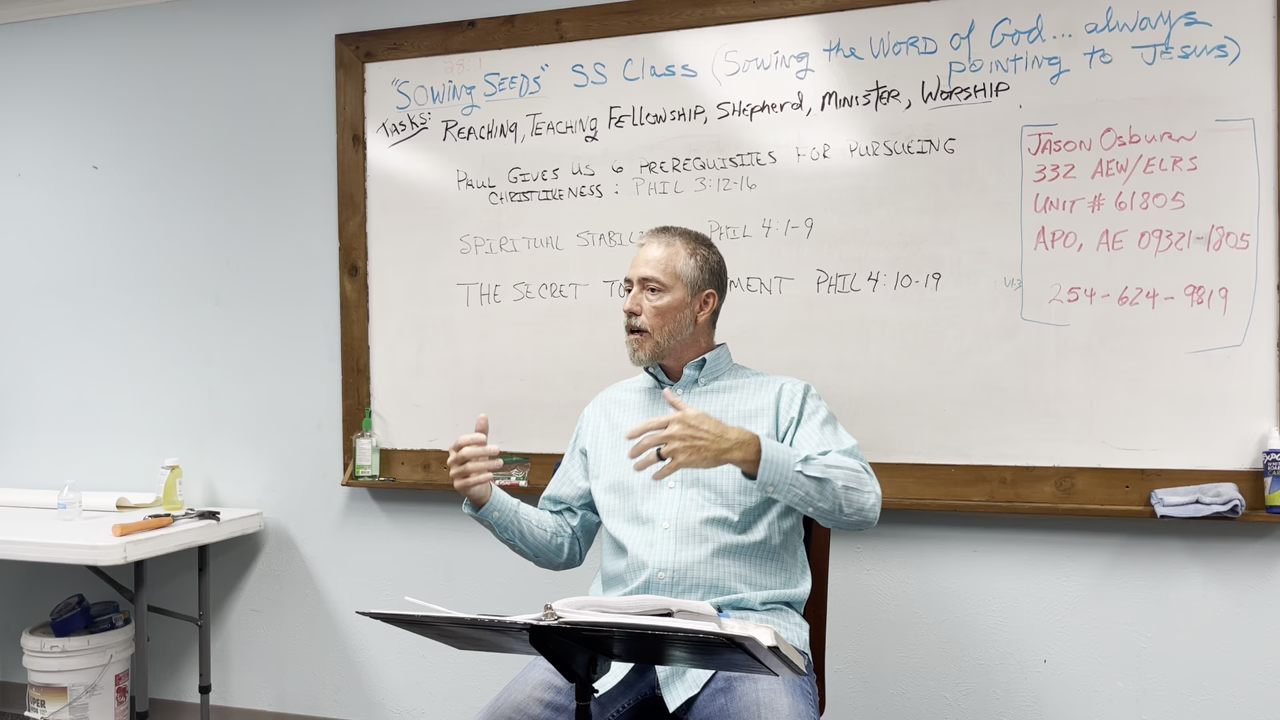 "SOWING SEEDS" SS Class (Sowing the WORD of God... always
pointing to JESUS)
TASKS: REACHING, TEACHING FELLOWSHIP, SHEPHERD, MINISTER, WORSHIP
PAUL GIVES US 6 PREREQUISITES FOR PURSUEING
CHRISTLIKENESS: PHIL 3:12-16
SPIRITUAL PHIL 4:1-9
THE SECRET PHIL 4:10-19
JASON OSBURN
332 AEW/ELRS
UNIT # 61805
APO, AE 09321-1805
254-624-9819